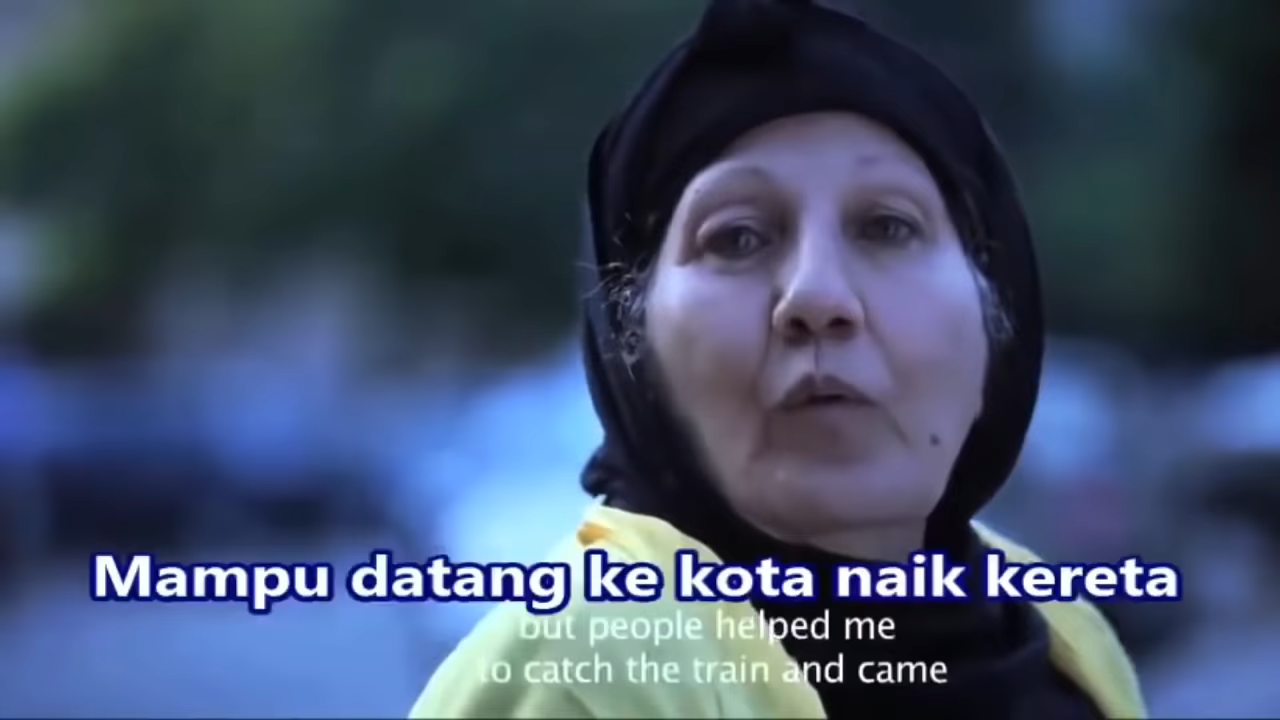 Mampu datang ke kota naik kereta
but people helped me
to catch the train and came